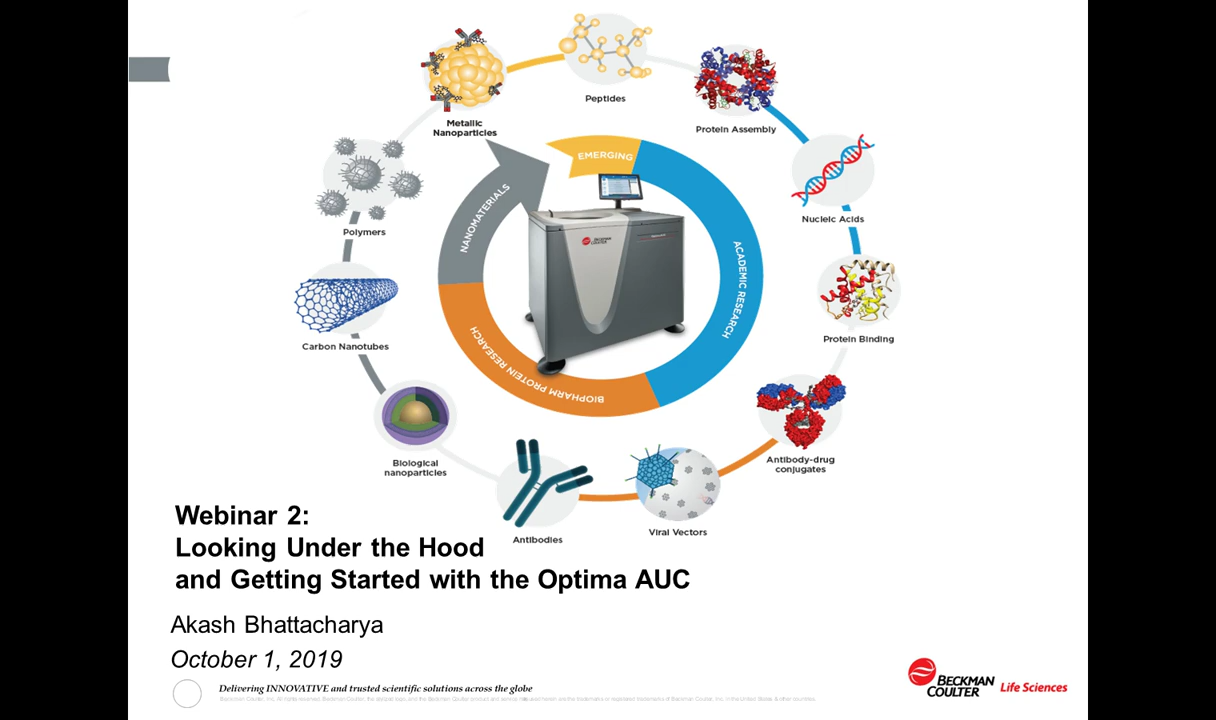 Peptides
Metallic
Nanoparticles
Protein Assembly
EMERGING
NANOMATERIALS
ACADEMIC RESEARCH
BIOPHARM PROTEIN RESEARCH
BECKMAN
COULTER
Polymers
Nucleic Acids
Carbon Nanotubes
Protein Binding
Biological
nanoparticles
Antibody-drug
conjugates
Antibodies
Viral Vectors
Webinar 2:
Looking Under the Hood
and Getting Started with the Optima AUC
Akash Bhattacharya
October 1, 2019
Delivering INNOVATIVE and trusted scientific solutions across the globe
BECKMAN
COULTER Life Sciences